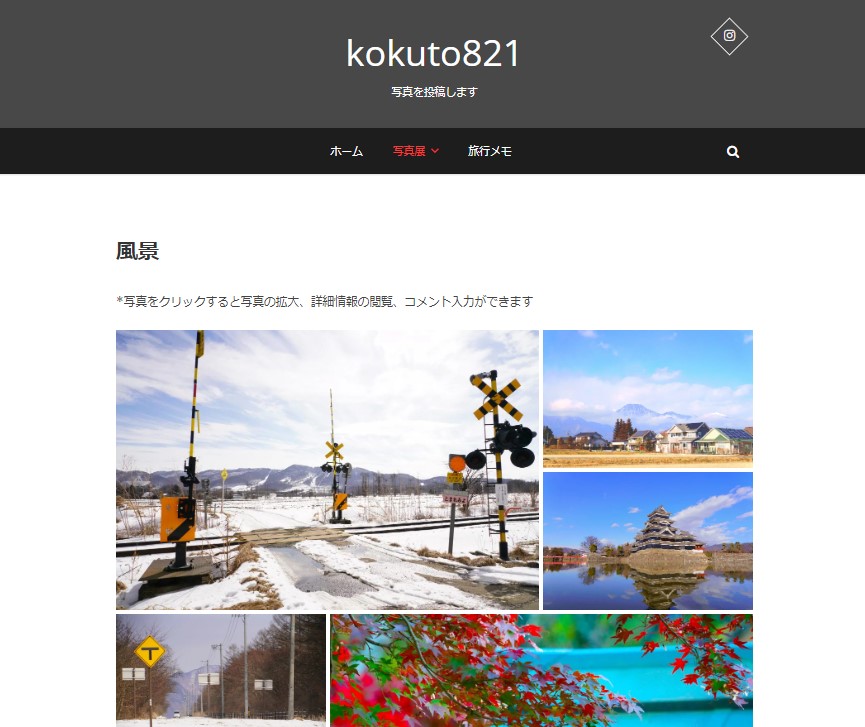 kokuto821
写真を投稿します
ホーム 写真展 旅行メモ
風景
*写真をクリックすると写真の拡大、詳細情報の閲覧、コメント入力ができます